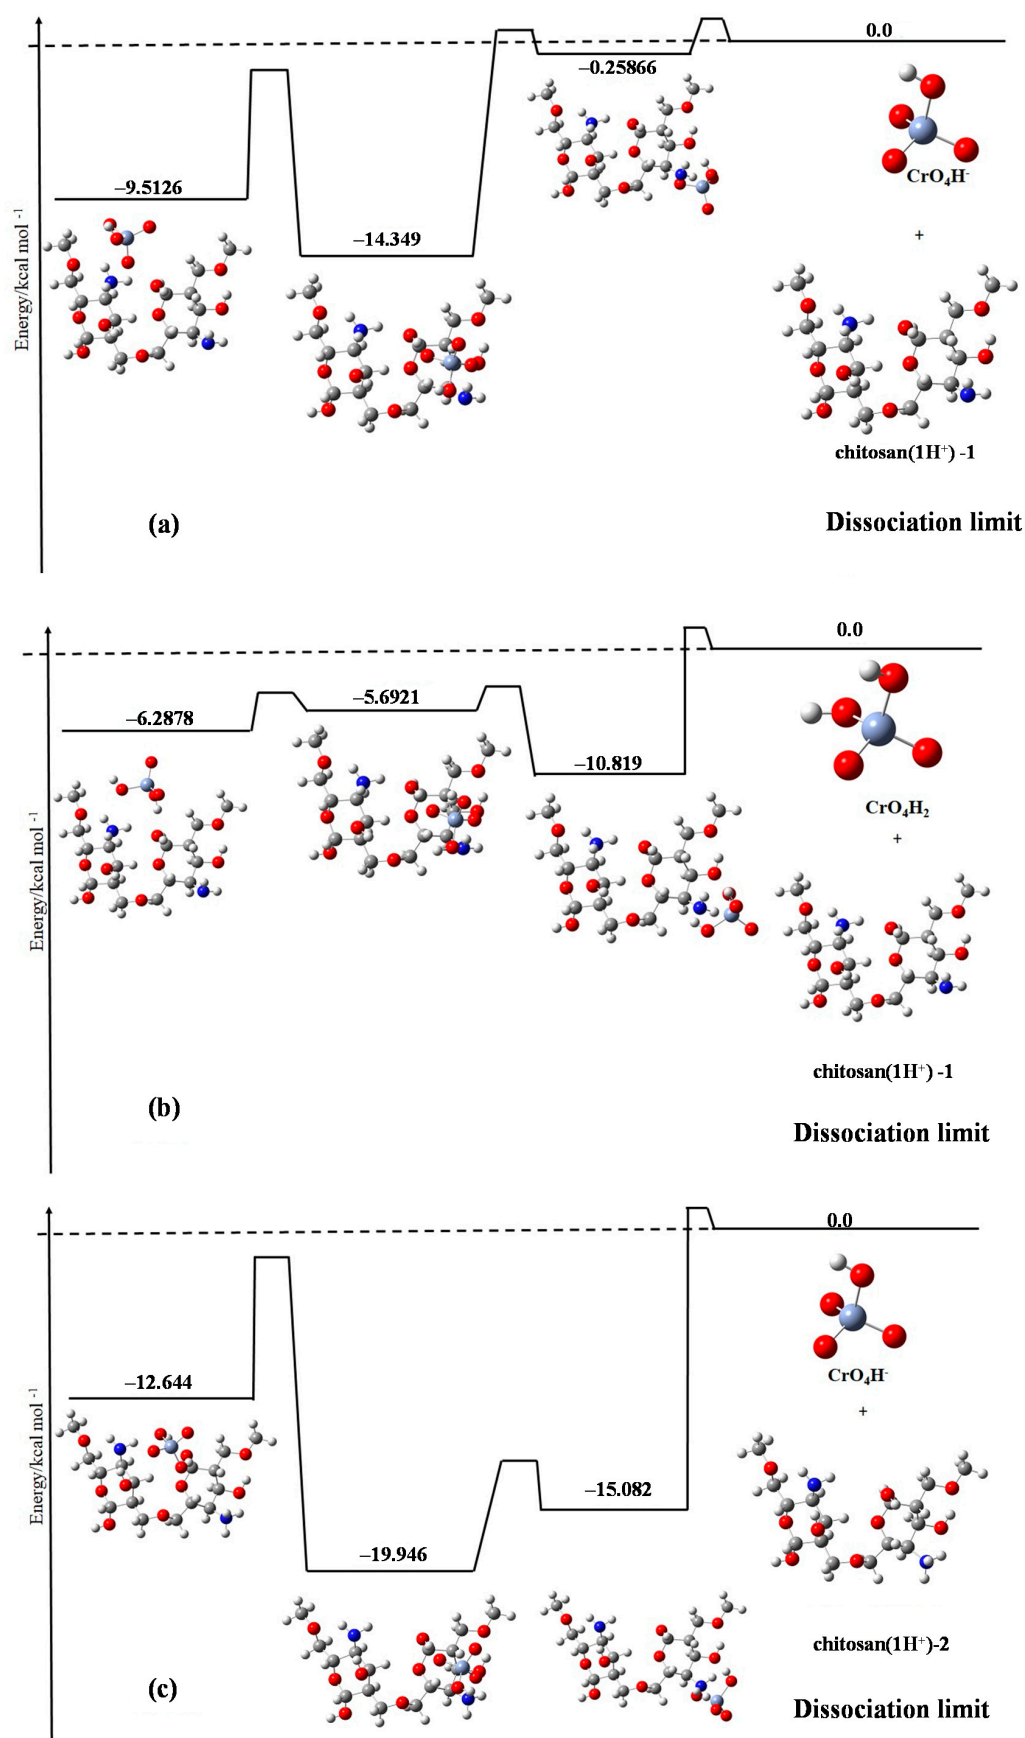 0.0
−0.25866
−9.5126
−14.349
CrO₄H⁻
+
Energy/kcal mol ⁻¹
chitosan(1H⁺) -1
(a)
Dissociation limit
0.0
−5.6921
−6.2878
−10.819
CrO₄H₂
+
Energy/kcal mol ⁻¹
chitosan(1H⁺) -1
(b)
Dissociation limit
0.0
−12.644
CrO₄H⁻
+
Energy/kcal mol ⁻¹
−15.082
−19.946
chitosan(1H⁺)-2
(c)
Dissociation limit